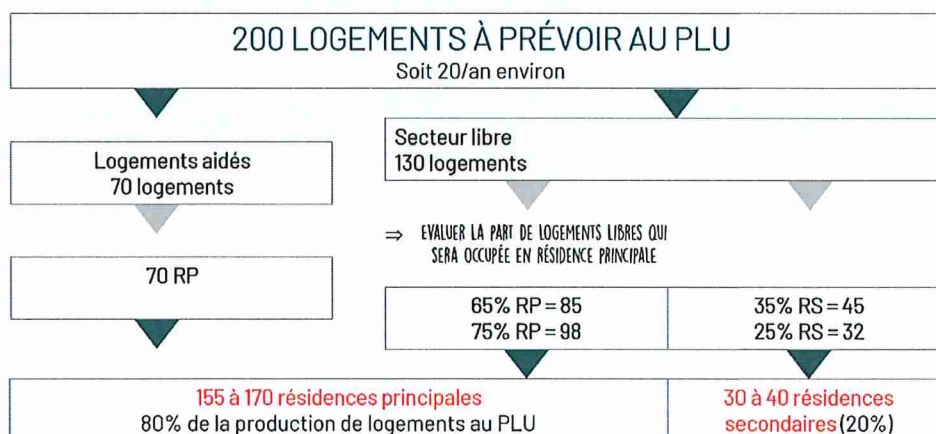 200 LOGEMENTS À PRÉVOIR AU PLU
Soit 20/an environ
Logements aidés
70 logements
Secteur libre
130 logements
⇒ EVALUER LA PART DE LOGEMENTS LIBRES QUI
SERA OCCUPÉE EN RÉSIDENCE PRINCIPALE
70 RP
65% RP = 85
75% RP = 98
35% RS = 45
25% RS = 32
155 à 170 résidences principales
80% de la production de logements au PLU
30 à 40 résidences
secondaires (20%)